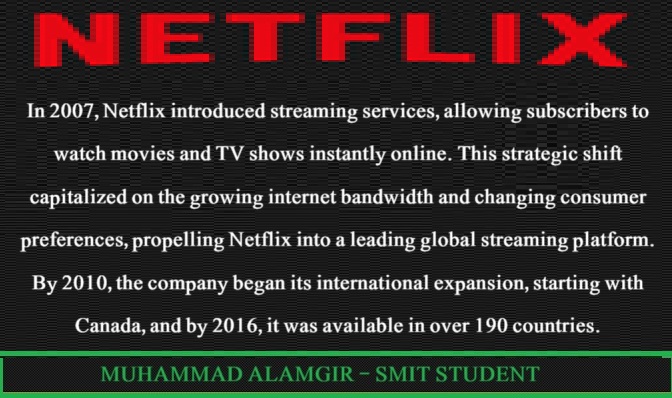 NETFLIX
In 2007, Netflix introduced streaming services, allowing subscribers to
watch movies and TV shows instantly online. This strategic shift
capitalized on the growing internet bandwidth and changing consumer
preferences, propelling Netflix into a leading global streaming platform.
By 2010, the company began its international expansion, starting with
Canada, and by 2016, it was available in over 190 countries.
MUHAMMAD ALAMGIR – SMIT STUDENT